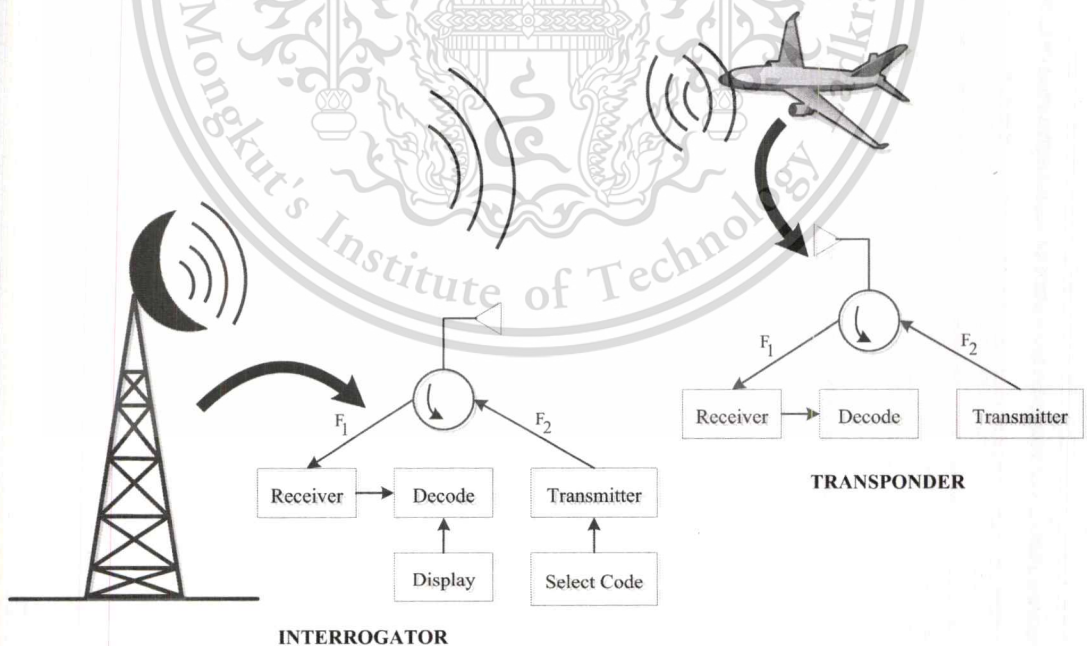 Mongkut's Institute of Technology
F1
F2
Receiver
Decode
Transmitter
TRANSPONDER
F1
F2
Receiver
Decode
Transmitter
Display
Select Code
INTERROGATOR